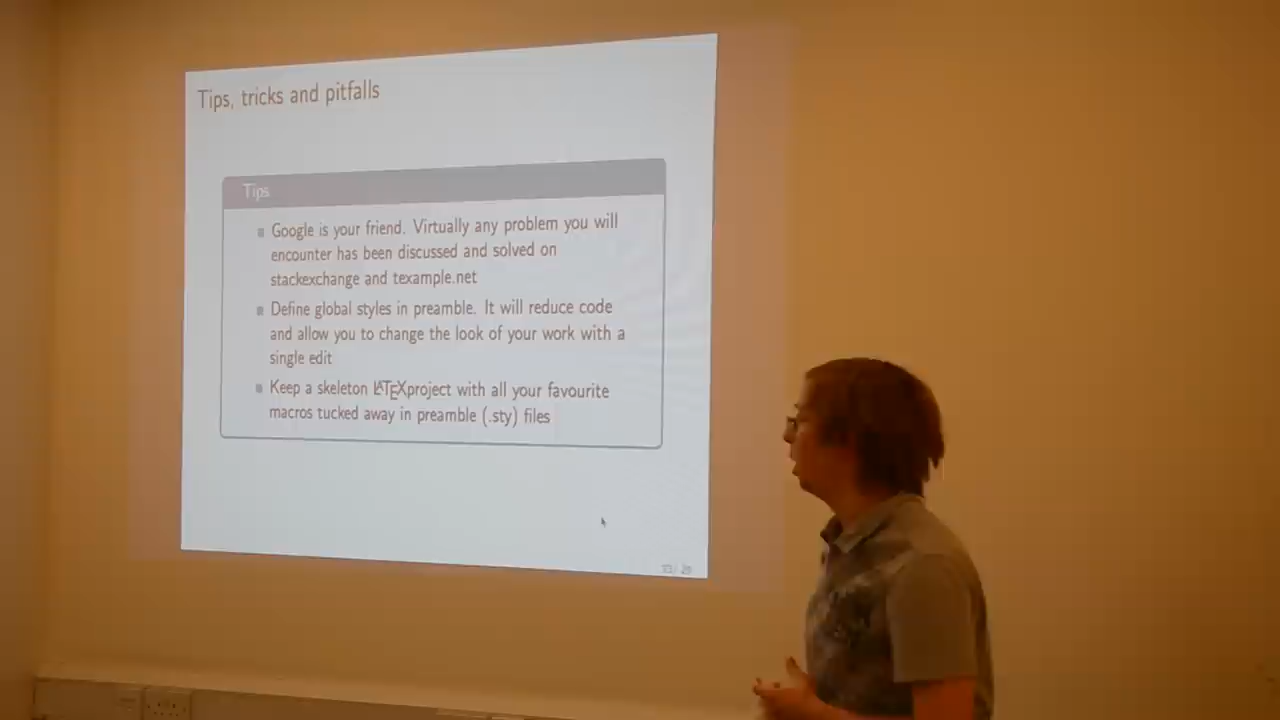 Tips, tricks and pitfalls
Tips
Google is your friend. Virtually any problem you will
encounter has been discussed and solved on
stackexchange and texample.net
Define global styles in preamble. It will reduce code
and allow you to change the look of your work with a
single edit
Keep a skeleton LATEXproject with all your favourite
macros tucked away in preamble (.sty) files